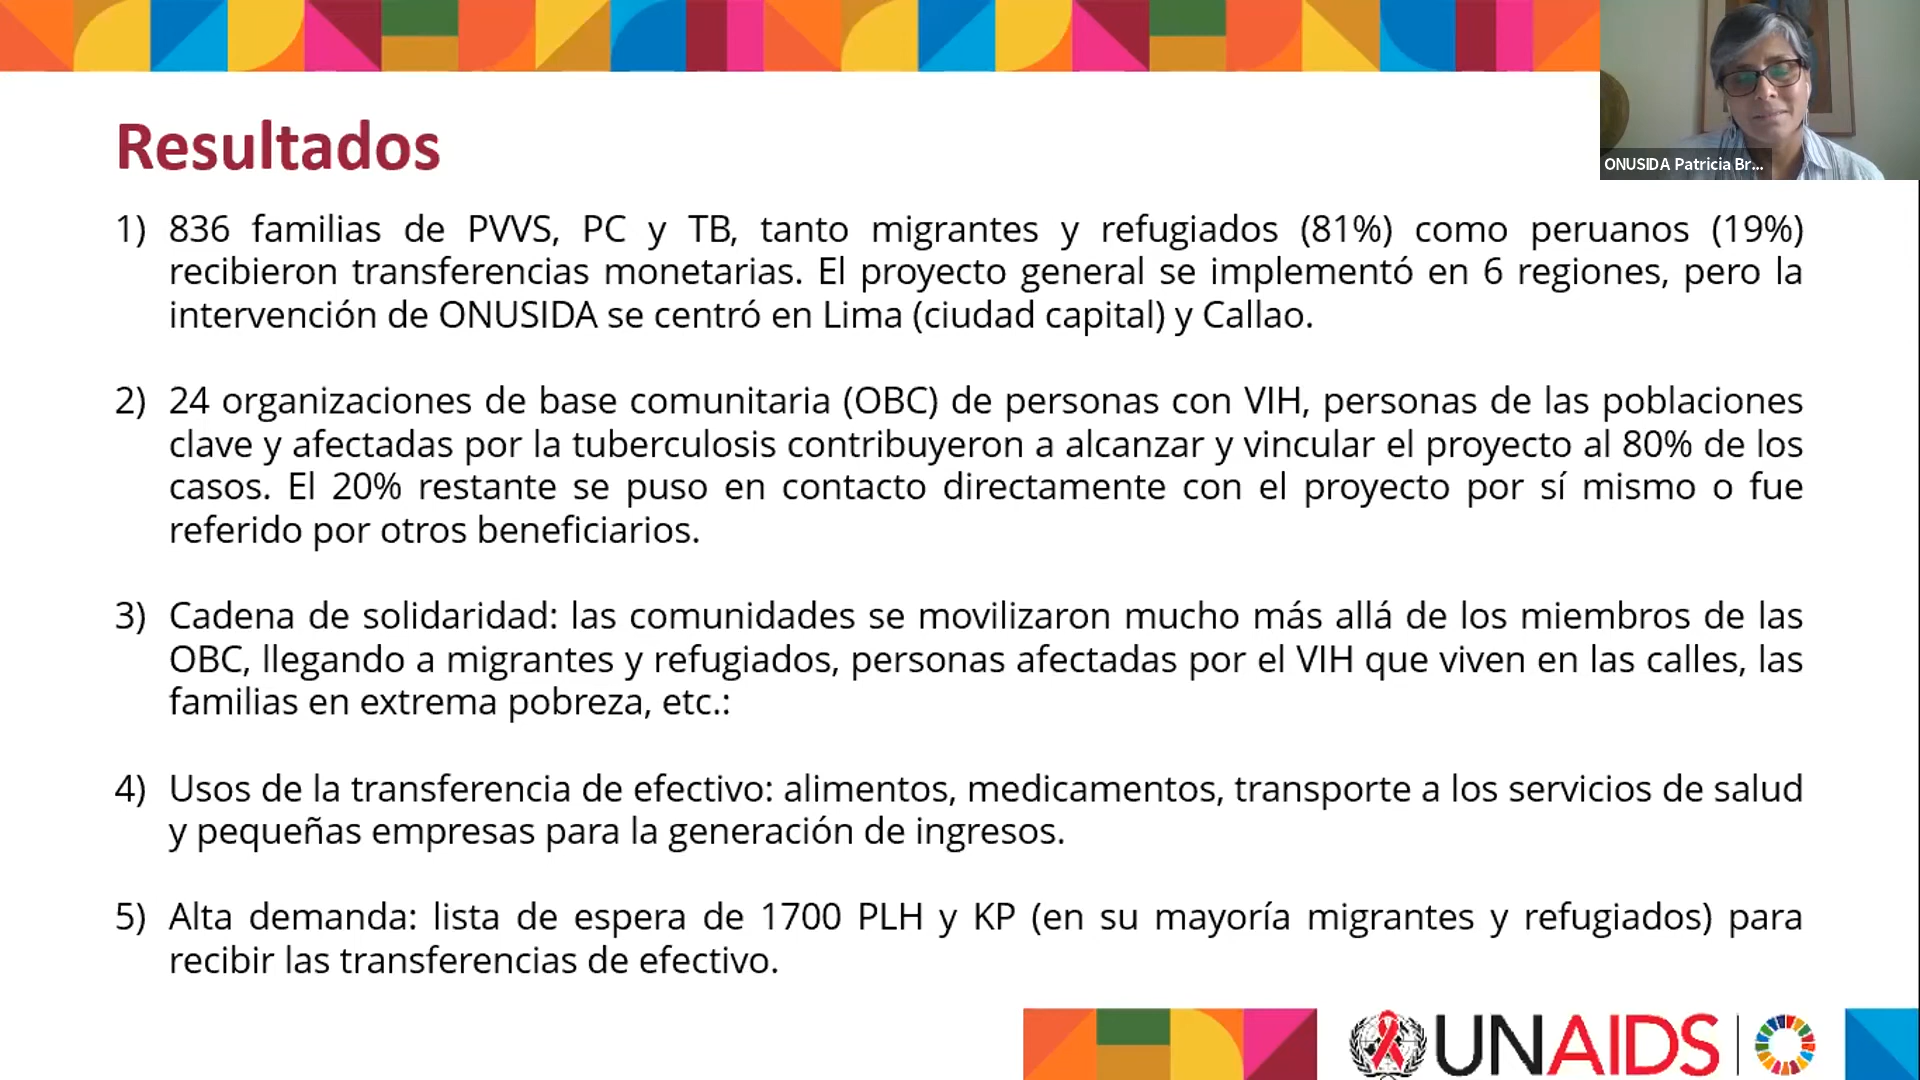 ONUSIDA Patricia Br...
Resultados
1) 836 familias de PVVS, PC y TB, tanto migrantes y refugiados (81%) como peruanos (19%)
recibieron transferencias monetarias. El proyecto general se implementó en 6 regiones, pero la
intervención de ONUSIDA se centró en Lima (ciudad capital) y Callao.
2) 24 organizaciones de base comunitaria (OBC) de personas con VIH, personas de las poblaciones
clave y afectadas por la tuberculosis contribuyeron a alcanzar y vincular el proyecto al 80% de los
casos. El 20% restante se puso en contacto directamente con el proyecto por sí mismo o fue
referido por otros beneficiarios.
3) Cadena de solidaridad: las comunidades se movilizaron mucho más allá de los miembros de las
OBC, llegando a migrantes y refugiados, personas afectadas por el VIH que viven en las calles, las
familias en extrema pobreza, etc.:
4) Usos de la transferencia de efectivo: alimentos, medicamentos, transporte a los servicios de salud
y pequeñas empresas para la generación de ingresos.
5) Alta demanda: lista de espera de 1700 PLH y KP (en su mayoría migrantes y refugiados) para
recibir las transferencias de efectivo.
UNAIDS